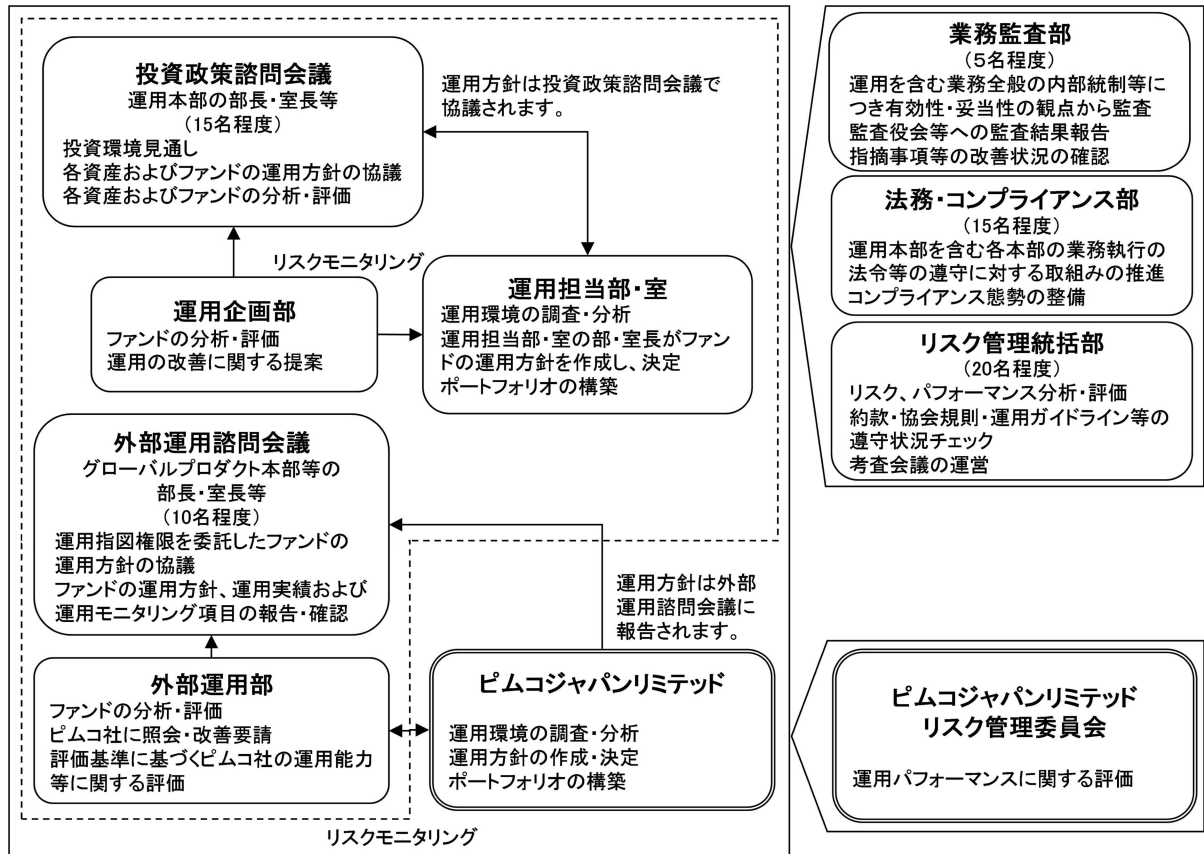 投資政策諮問会議
運用本部の部長・室長等
(15名程度)
投資環境見通し
各資産およびファンドの運用方針の協議
各資産およびファンドの分析・評価
運用方針は投資政策諮問会議で
協議されます。
リスクモニタリング
運用企画部
ファンドの分析・評価
運用の改善に関する提案
運用担当部・室
運用環境の調査・分析
運用担当部・室の部・室長がファン
ドの運用方針を作成し、決定
ポートフォリオの構築
外部運用諮問会議
グローバルプロダクト本部等の
部長・室長等
(10名程度)
運用指図権限を委託したファンドの
運用方針の協議
ファンドの運用方針、運用実績および
運用モニタリング項目の報告・確認
運用方針は外部
運用諮問会議に
報告されます。
外部運用部
ファンドの分析・評価
ピムコ社に照会・改善要請
評価基準に基づくピムコ社の運用能力
等に関する評価
ピムコジャパンリミテッド
運用環境の調査・分析
運用方針の作成・決定
ポートフォリオの構築
リスクモニタリング
業務監査部
(5名程度)
運用を含む業務全般の内部統制等に
つき有効性・妥当性の観点から監査
監査役会等への監査結果報告
指摘事項等の改善状況の確認
法務・コンプライアンス部
(15名程度)
運用本部を含む各本部の業務執行の
法令等の遵守に対する取組みの推進
コンプライアンス態勢の整備
リスク管理統括部
(20名程度)
リスク、パフォーマンス分析・評価
約款・協会規則・運用ガイドライン等の
遵守状況チェック
考査会議の運営
ピムコジャパンリミテッド
リスク管理委員会
運用パフォーマンスに関する評価